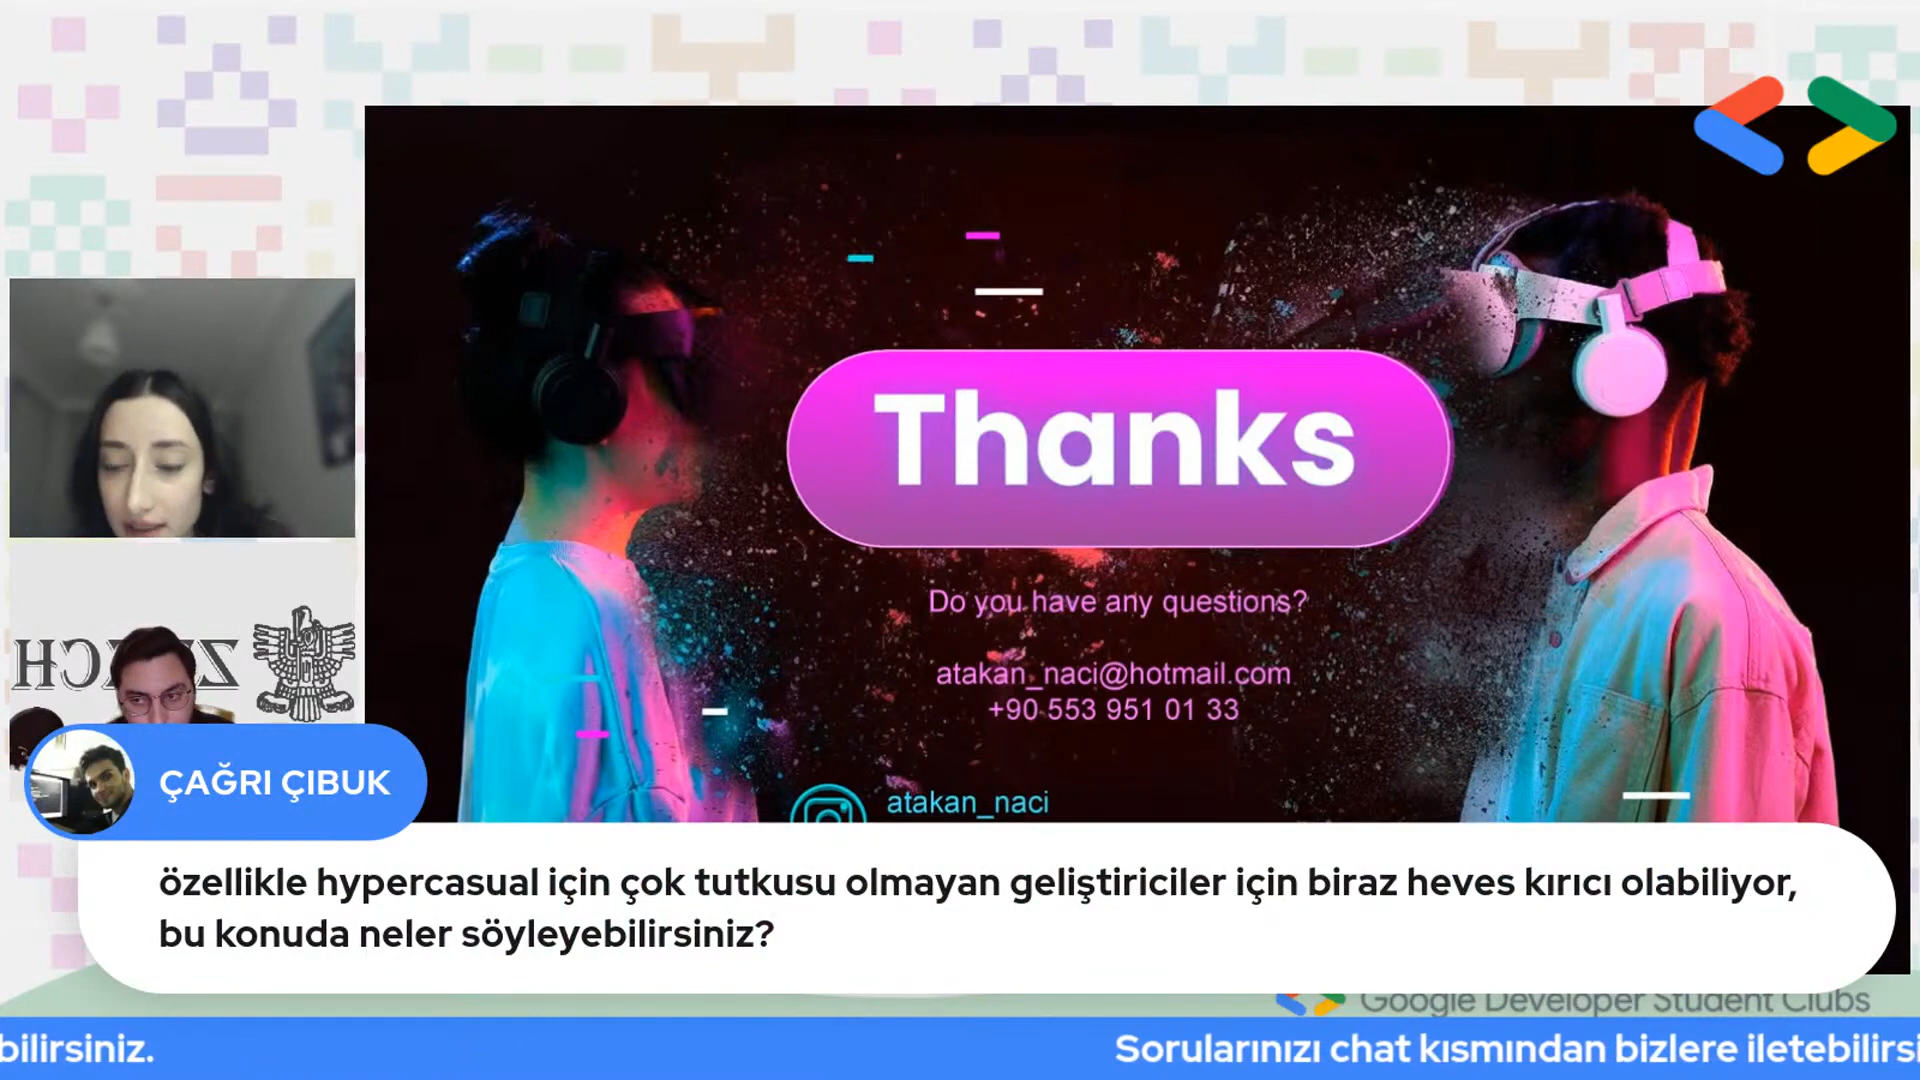 Thanks
Do you have any questions?
atakan_naci@hotmail.com
+90 553 951 01 33
atakan_naci
ÇAĞRI ÇIBUK
özellikle hypercasual için çok tutkusu olmayan geliştiriciler için biraz heves kırıcı olabiliyor,
bu konuda neler söyleyebilirsiniz?
Google Developer Student Clubs
bilirsiniz.
Sorularınızı chat kısmından bizlere iletebilirsi